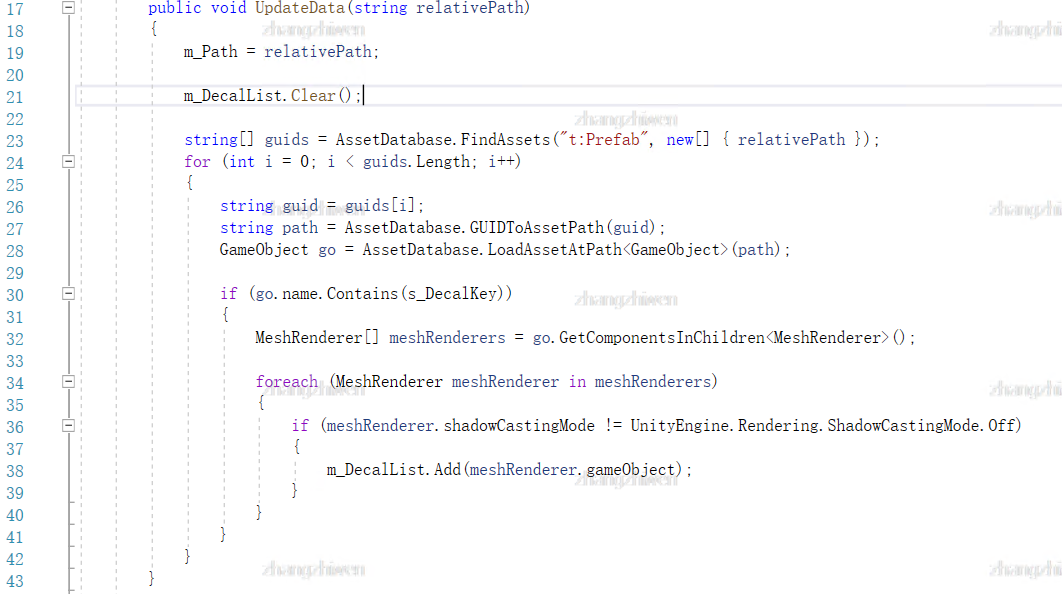 17 public void UpdateData(string relativePath)
18 {
19 m_Path = relativePath;
20
21 m_DecalList.Clear();
22
23 string[] guids = AssetDatabase.FindAssets("t:Prefab", new[] { relativePath });
24 for (int i = 0; i < guids.Length; i++)
25 {
26 string guid = guids[i];
27 string path = AssetDatabase.GUIDToAssetPath(guid);
28 GameObject go = AssetDatabase.LoadAssetAtPath<GameObject>(path);
29
30 if (go.name.Contains(s_DecalKey))
31 {
32 MeshRenderer[] meshRenderers = go.GetComponentsInChildren<MeshRenderer>();
33
34 foreach (MeshRenderer meshRenderer in meshRenderers)
35 {
36 if (meshRenderer.shadowCastingMode != UnityEngine.Rendering.ShadowCastingMode.Off)
37 {
38 m_DecalList.Add(meshRenderer.gameObject);
39 }
40 }
41 }
42 }
43 }